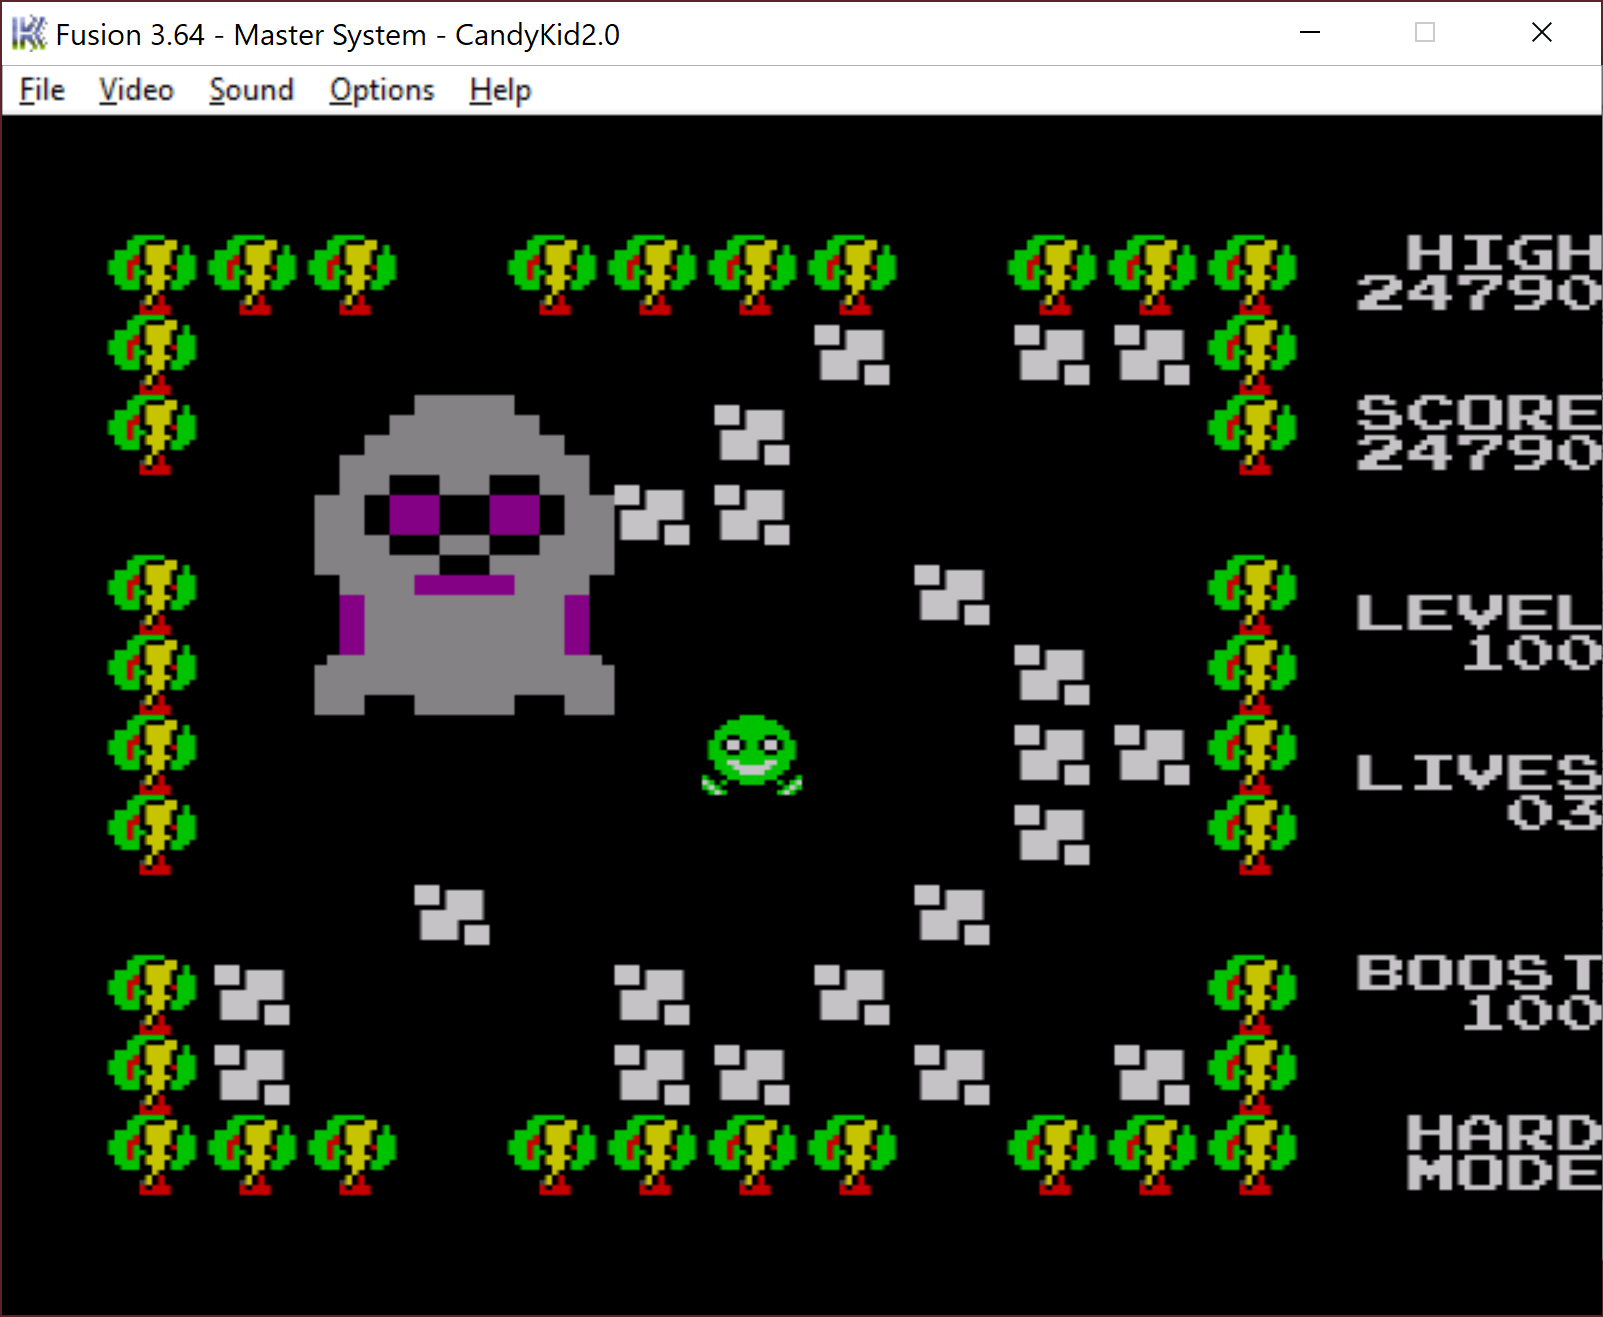 Fusion 3.64 - Master System - CandyKid2.0
File Video Sound Options Help
HIGH
24790
SCORE
24790
LEVEL
100
LIVES
03
BOOST
100
HARD
MODE